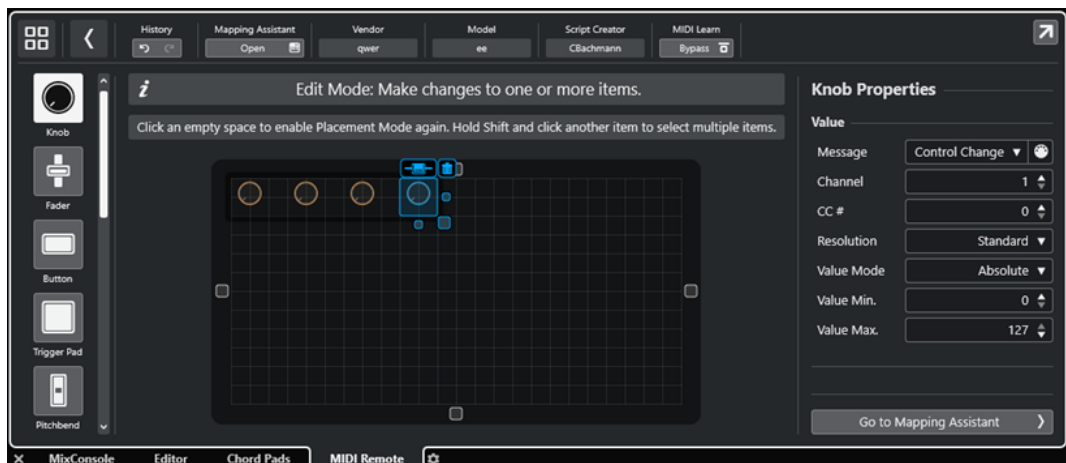 History
Mapping Assistant
Open
Vendor
qwer
Model
ee
Script Creator
CBachmann
MIDI Learn
Bypass
Knob
Fader
Button
Trigger Pad
Pitchbend
i
Edit Mode: Make changes to one or more items.
Click an empty space to enable Placement Mode again. Hold Shift and click another item to select multiple items.
Knob Properties
Value
Message Control Change
Channel 1
CC # 0
Resolution Standard
Value Mode Absolute
Value Min. 0
Value Max. 127
Go to Mapping Assistant
MixConsole Editor Chord Pads MIDI Remote